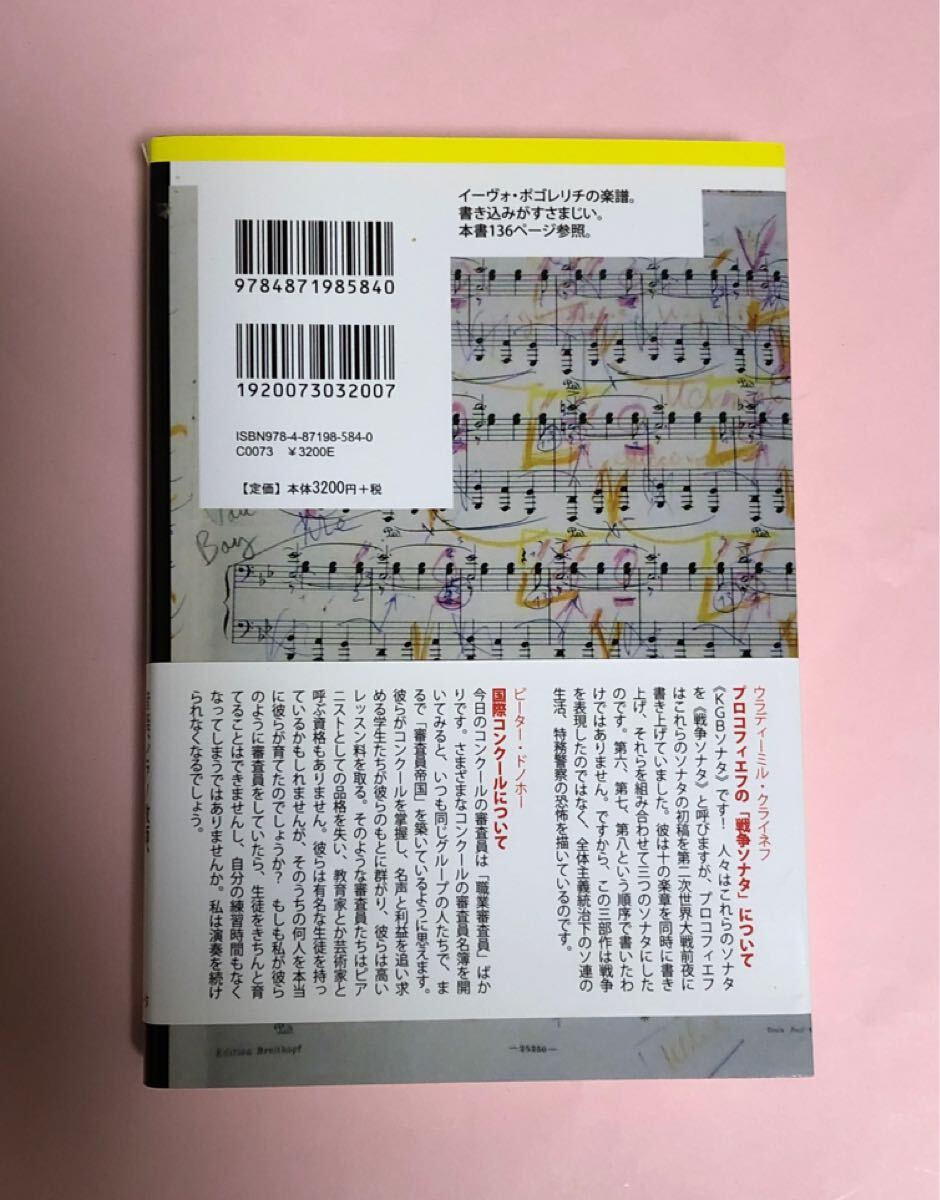 イーヴォ・ポゴレリチの楽譜。
書き込みがすさまじい。
本書136ページ参照。
9784871985840
1920073032007
ISBN978-4-87198-584-0
C0073 ¥3200E
【定価】本体3200円+税
Boy
ウラディーミル・クライネフ
プロコフィエフの「戦争ソナタ」について
《KGBソナタ》です! 人々はこれらのソナタ
を《戦争ソナタ》と呼びますが、プロコフィエフ
はこれらのソナタの初稿を第二次世界大戦前夜に
書き上げていました。彼は十の楽章を同時に書き
上げ、それらを組み合わせて三つのソナタにした
のです。第六、第七、第八という順序で書いたわ
けではありません。ですから、この三部作は戦争
を表現したのではなく、全体主義統治下のソ連の
生活、特務警察の恐怖を描いているのです。
ピーター・ドノホー
国際コンクールについて
今日のコンクールの審査員は「職業審査員」ばか
りです。さまざまなコンクールの審査員名簿を開
いてみると、いつも同じグループの人たちで、ま
るで「審査員帝国」を築いているように思えます。
彼らがコンクールを掌握し、名声と利益を追い求
める学生たちが彼らのもとに群がり、彼らは高い
レッスン料を取る。そのような審査員たちはピア
ニストとしての品格を失い、教育家とか芸術家と
呼ぶ資格もありません。彼らは有名な生徒を持っ
ているかもしれませんが、そのうちの何人を本当
に彼らが育てたのでしょうか? もしも私が彼ら
のように審査員をしていたら、生徒をきちんと育
てることはできませんし、自分の練習時間もなく
なってしまうではありませんか。私は演奏を続け
られなくなるでしょう。
Edition Breitkopf
—25250—